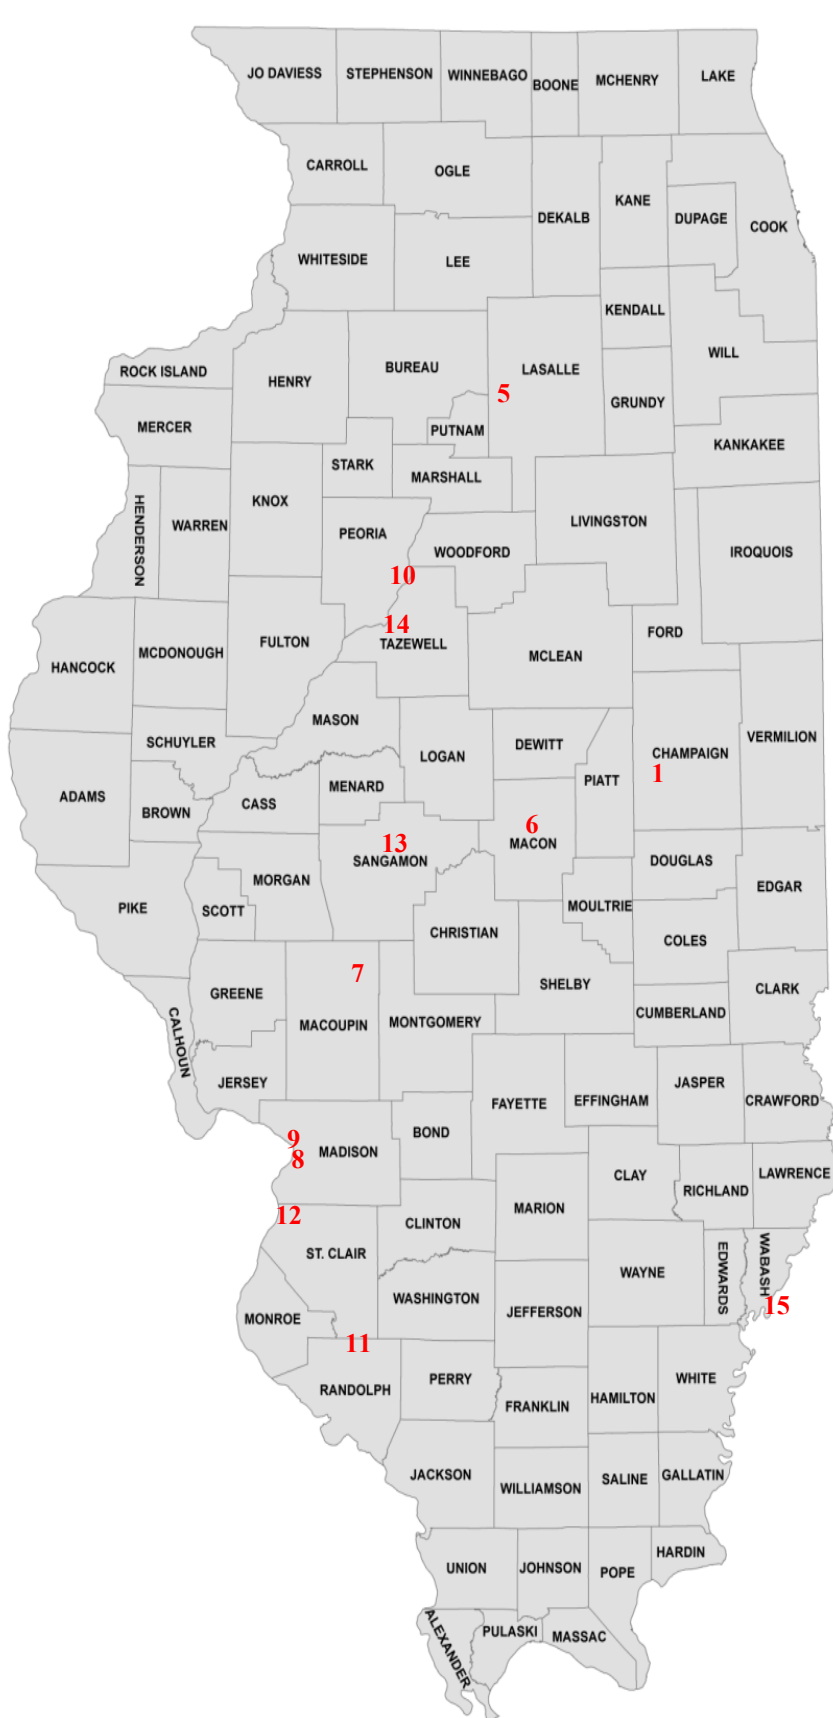 JO DAVIESS
STEPHENSON
WINNEBAGO
BOONE
MCHENRY
LAKE
CARROLL
OGLE
DEKALB
KANE
DUPAGE
COOK
WHITESIDE
LEE
KENDALL
ROCK ISLAND
HENRY
BUREAU
LASALLE
5
WILL
GRUNDY
MERCER
PUTNAM
KANKAKEE
STARK
MARSHALL
HENDERSON
WARREN
KNOX
PEORIA
WOODFORD
LIVINGSTON
IROQUOIS
10
14
TAZEWELL
HANCOCK
MCDONOUGH
FULTON
MCLEAN
FORD
MASON
SCHUYLER
LOGAN
DEWITT
PIATT
CHAMPAIGN
1
VERMILION
ADAMS
BROWN
CASS
MENARD
6
MACON
13
SANGAMON
DOUGLAS
EDGAR
PIKE
SCOTT
MORGAN
CHRISTIAN
MOULTRIE
COLES
7
GREENE
MACOUPIN
MONTGOMERY
SHELBY
CUMBERLAND
CLARK
CALHOUN
JERSEY
FAYETTE
EFFINGHAM
JASPER
CRAWFORD
9
8
MADISON
BOND
CLAY
RICHLAND
LAWRENCE
12
ST. CLAIR
CLINTON
MARION
WAYNE
EDWARDS
WABASH
15
MONROE
WASHINGTON
JEFFERSON
11
RANDOLPH
PERRY
FRANKLIN
HAMILTON
WHITE
JACKSON
WILLIAMSON
SALINE
GALLATIN
UNION
JOHNSON
POPE
HARDIN
ALEXANDER
PULASKI
MASSAC